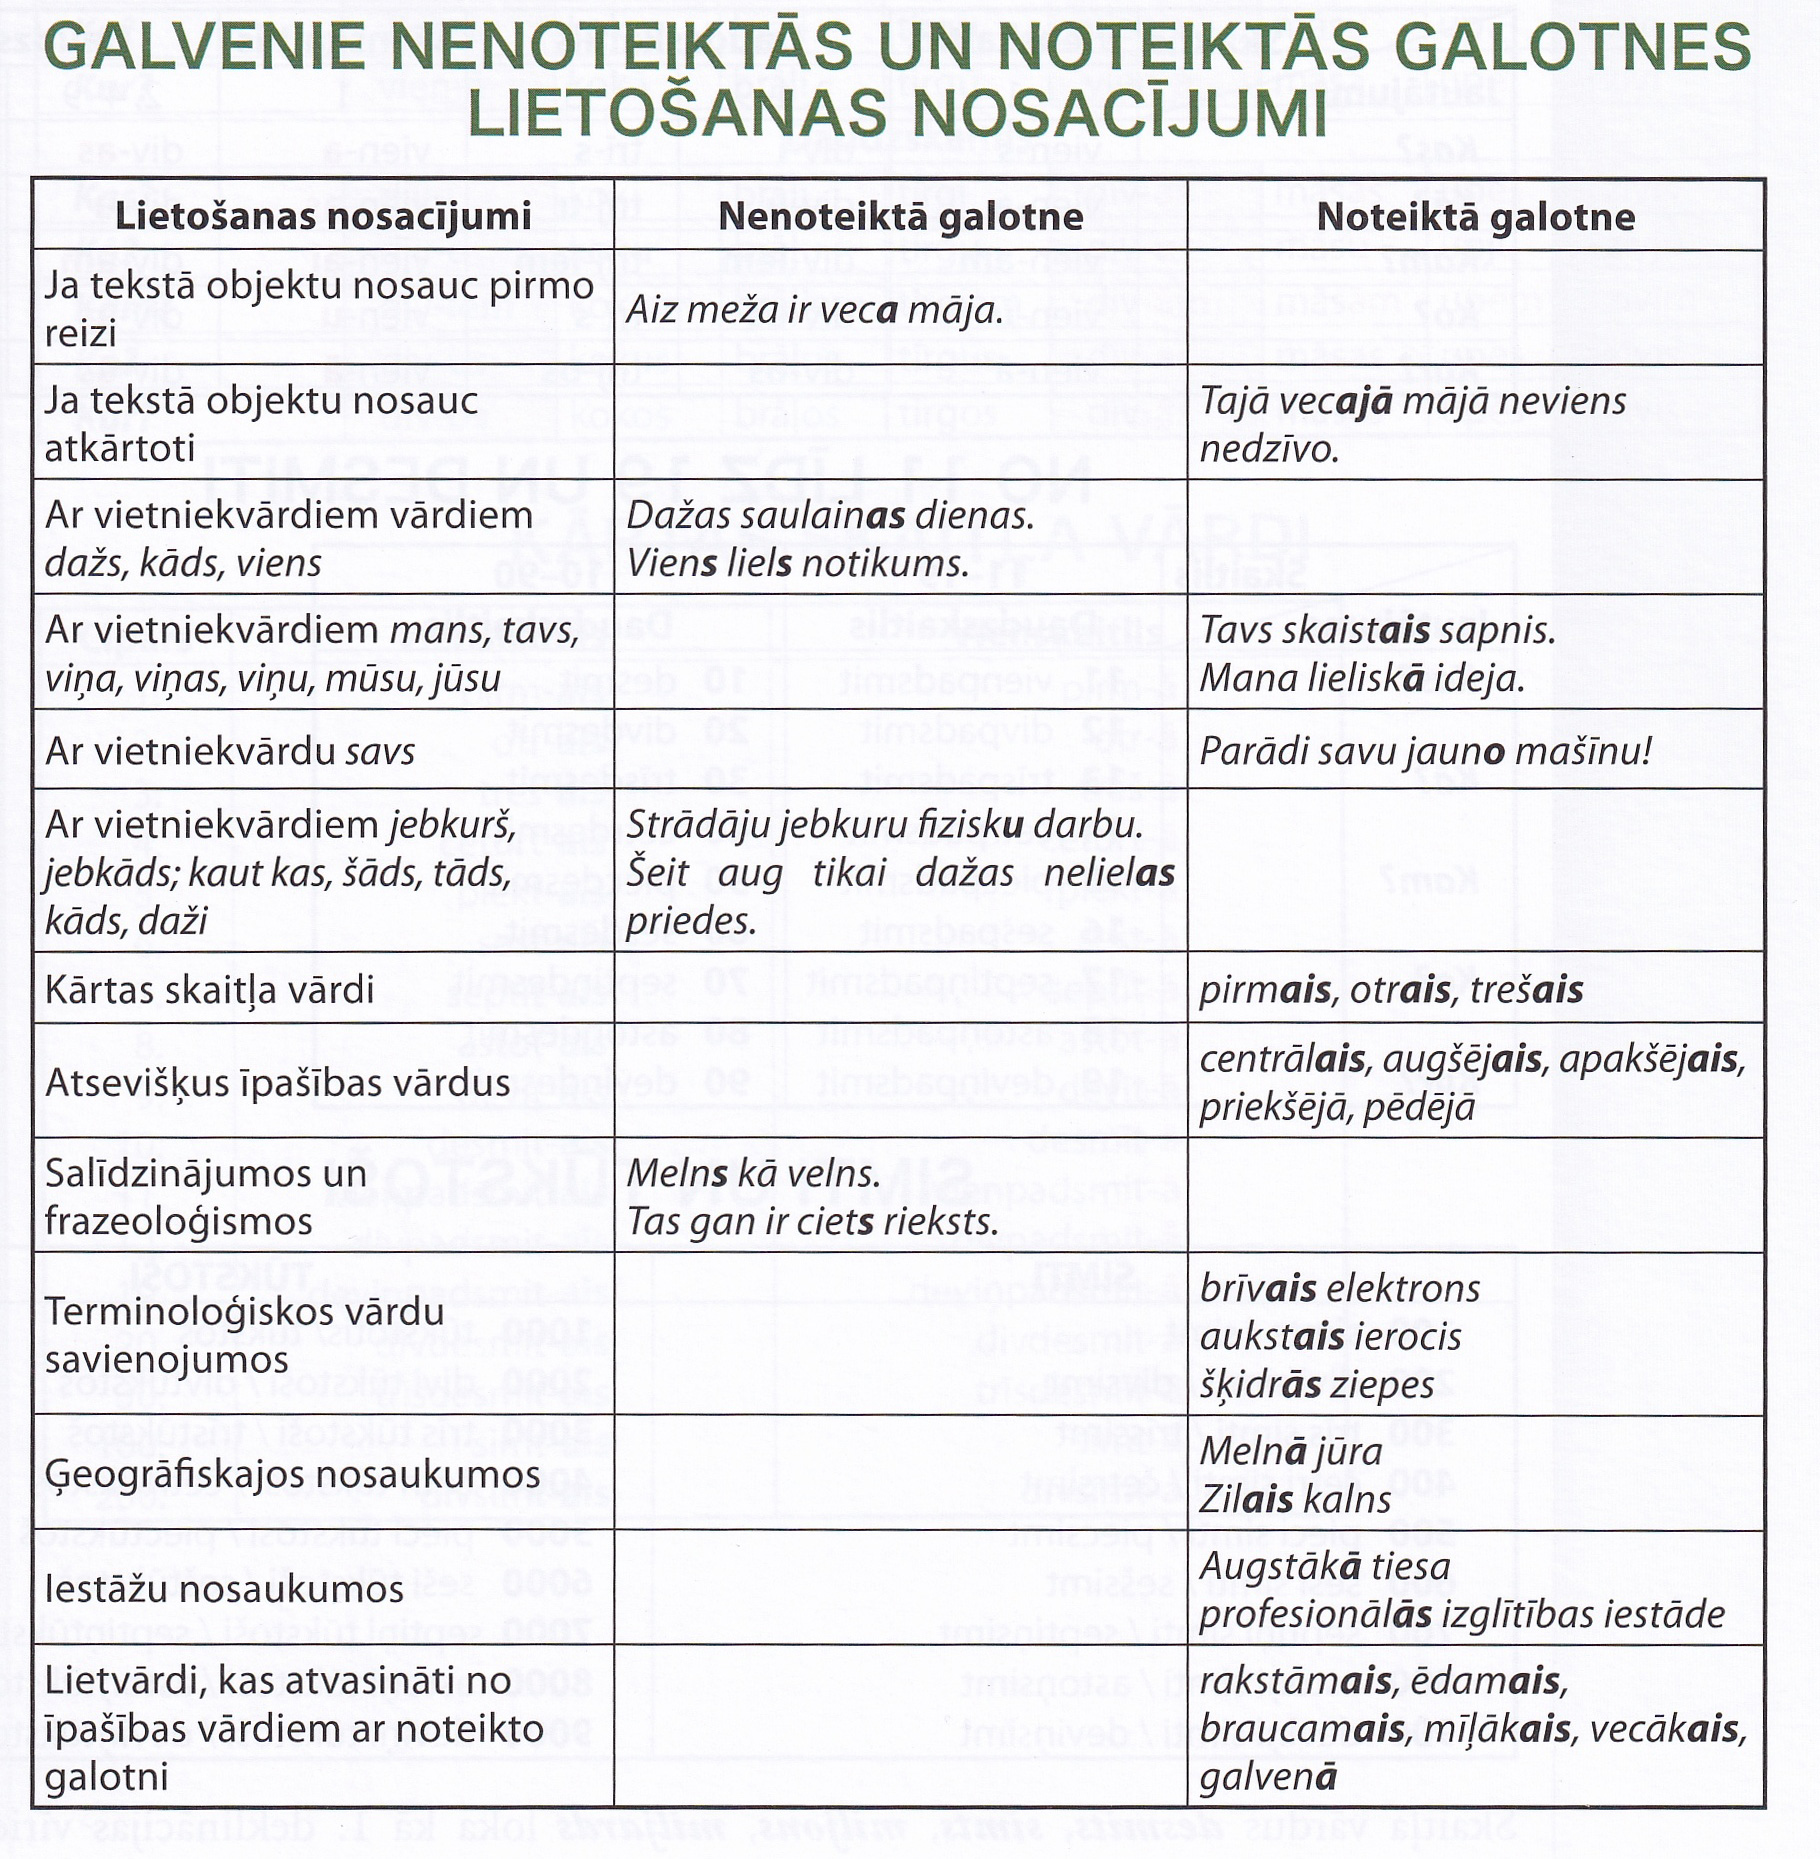 GALVENIE NENOTEIKTĀS UN NOTEIKTĀS GALOTNES
LIETOŠANAS NOSACĪJUMI
Lietošanas nosacījumi
Nenoteiktā galotne
Noteiktā galotne
Ja tekstā objektu nosauc pirmo
reizi
Aiz meža ir veca māja.
Ja tekstā objektu nosauc
atkārtoti
Tajā vecajā mājā neviens
nedzīvo.
Ar vietniekvārdiem vārdiem
dažs, kāds, viens
Dažas saulainas dienas.
Viens liels notikums.
Ar vietniekvārdiem mans, tavs,
viņa, viņas, viņu, mūsu, jūsu
Tavs skaistais sapnis.
Mana lieliskā ideja.
Ar vietniekvārdu savs
Parādi savu jauno mašīnu!
Ar vietniekvārdiem jebkurš,
jebkāds; kaut kas, šāds, tāds,
kāds, daži
Strādāju jebkuru fizisku darbu.
Šeit aug tikai dažas nelielas
priedes.
Kārtas skaitļa vārdi
pirmais, otrais, trešais
Atsevišķus īpašības vārdus
centrālais, augšējais, apakšējais,
priekšējā, pēdējā
Salīdzinājumos un
frazeoloģismos
Melns kā velns.
Tas gan ir ciets rieksts.
Terminoloģiskos vārdu
savienojumos
brīvais elektrons
aukstais ierocis
šķidrās ziepes
Ģeogrāfiskajos nosaukumos
Melnā jūra
Zilais kalns
Iestāžu nosaukumos
Augstākā tiesa
profesionālās izglītības iestāde
Lietvārdi, kas atvasināti no
īpašības vārdiem ar noteikto
galotni
rakstāmais, ēdamais,
braucamais, mīļākais, vecākais,
galvenā